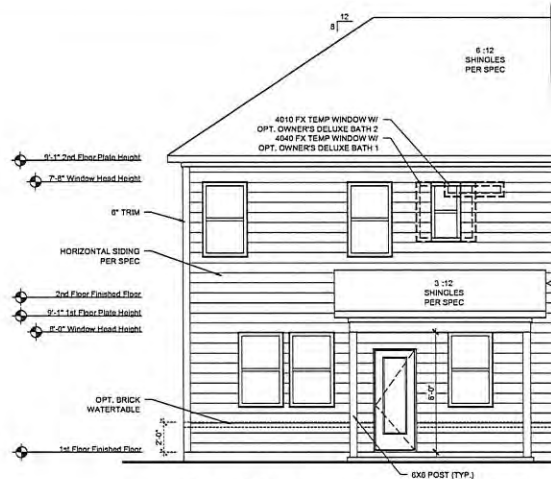 12
8
6 :12
SHINGLES
PER SPEC
4010 FX TEMP WINDOW W/
OPT. OWNER'S DELUXE BATH 2
4040 FX TEMP WINDOW W/
OPT. OWNER'S DELUXE BATH 1
9'-1" 2nd Floor Plate Height
7'-8" Window Head Height
6" TRIM
HORIZONTAL SIDING
PER SPEC
3 :12
SHINGLES
PER SPEC
2nd Floor Finished Floor
9'-1" 1st Floor Plate Height
8'-0" Window Head Height
8'-0"
OPT. BRICK
WATERTABLE
2'-0"
1st Floor Finished Floor
6X6 POST (TYP.)